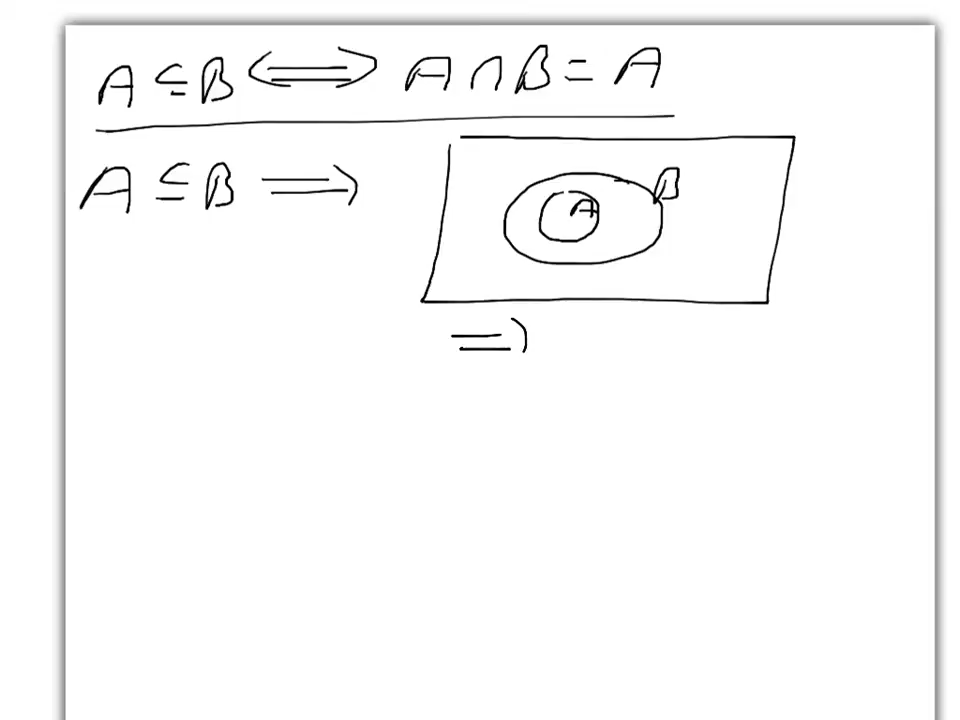 A ⊆ B ⟺ A ∩ B = A
A ⊆ B ⟹
B
A
⟹